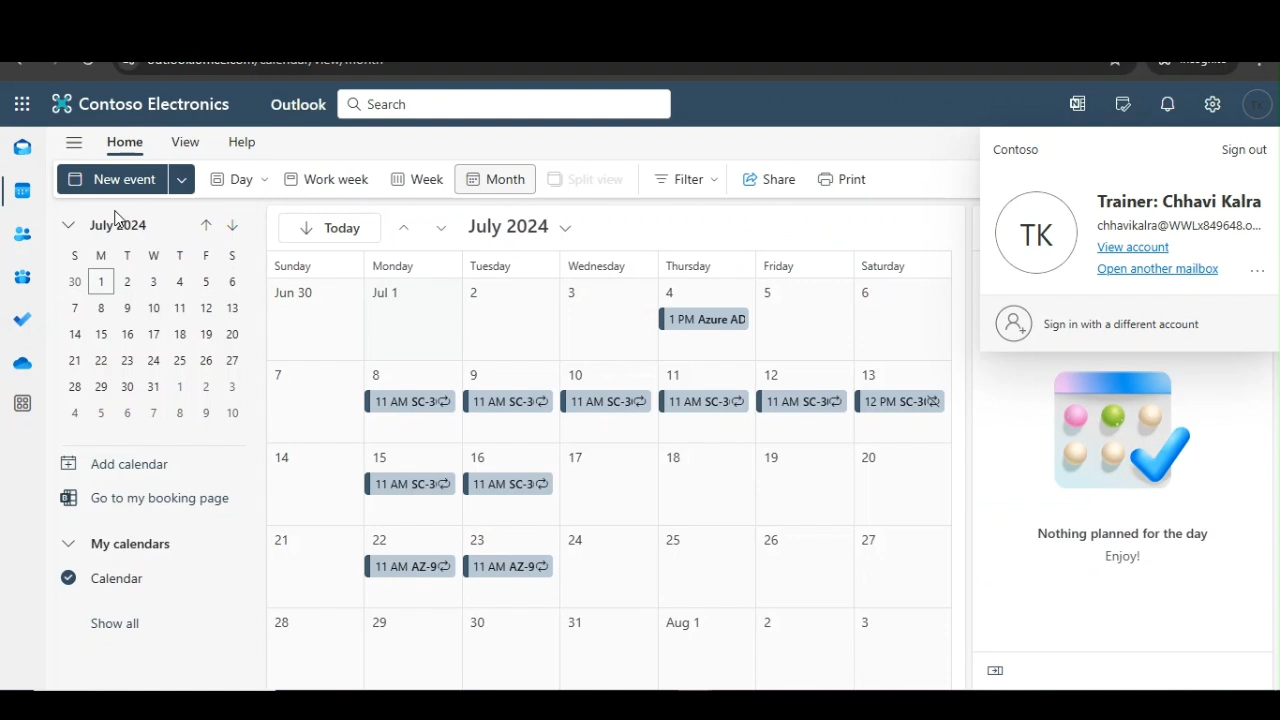 Contoso Electronics
Outlook
Search
Home View Help
New event Day Work week Week Month Split view Filter Share Print
Contoso Sign out
TK
Trainer: Chhavi Kalra
chhavikalra@WWLx849648.o...
View account
Open another mailbox ...
Sign in with a different account
July 2024
S M T W T F S
30 1 2 3 4 5 6
7 8 9 10 11 12 13
14 15 16 17 18 19 20
21 22 23 24 25 26 27
28 29 30 31 1 2 3
4 5 6 7 8 9 10
Add calendar
Go to my booking page
My calendars
Calendar
Show all
Today July 2024
Sunday Monday Tuesday Wednesday Thursday Friday Saturday
Jun 30 Jul 1 2 3 4 5 6
1 PM Azure AD
7 8 9 10 11 12 13
11 AM SC-3 11 AM SC-3 11 AM SC-3 11 AM SC-3 11 AM SC-3 12 PM SC-3
14 15 16 17 18 19 20
11 AM SC-3 11 AM SC-3
21 22 23 24 25 26 27
11 AM AZ-9 11 AM AZ-9
28 29 30 31 Aug 1 2 3
Nothing planned for the day
Enjoy!